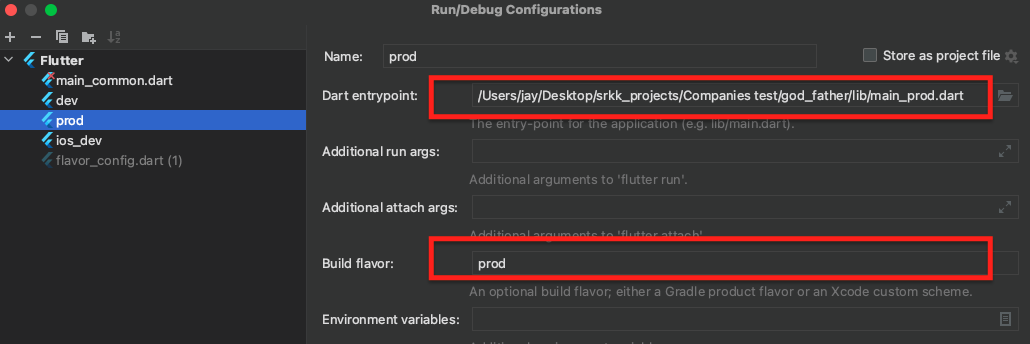 Run/Debug Configurations
Flutter
main_common.dart
dev
prod
ios_dev
flavor_config.dart (1)
Name: prod
Store as project file
Dart entrypoint: /Users/jay/Desktop/srkk_projects/Companies test/god_father/lib/main_prod.dart
The entry-point for the application (e.g. lib/main.dart).
Additional run args:
Additional arguments to 'flutter run'.
Additional attach args:
Additional arguments to 'flutter attach'
Build flavor: prod
An optional build flavor; either a Gradle product flavor or an Xcode custom scheme.
Environment variables: